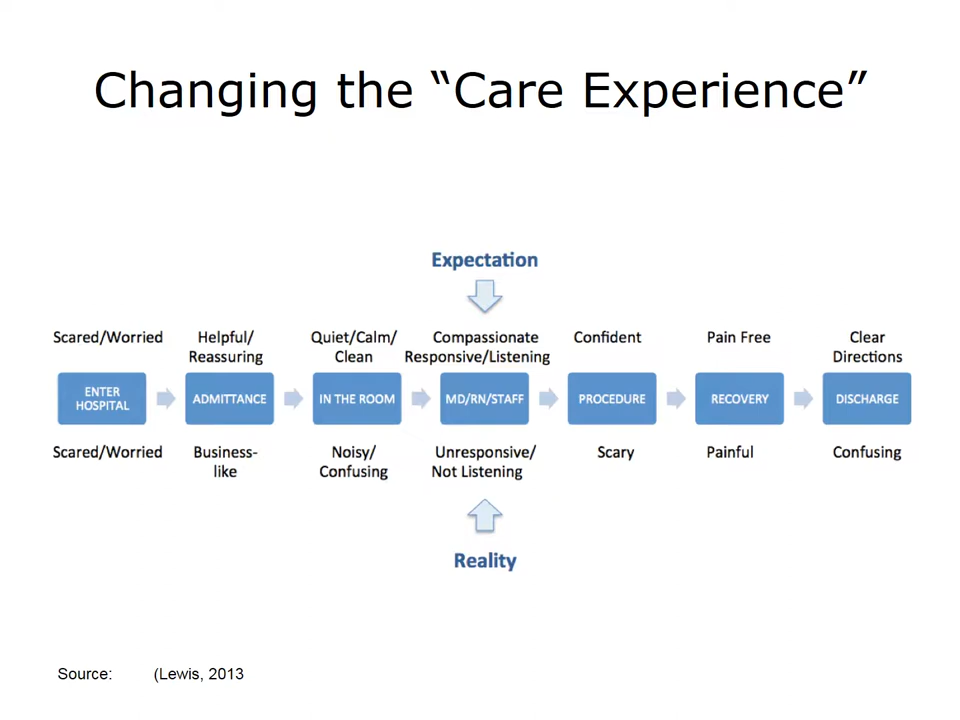 Changing the “Care Experience”
Expectation
Scared/Worried
Helpful/
Reassuring
Quiet/Calm/
Clean
Compassionate
Responsive/Listening
Confident
Pain Free
Clear
Directions
ENTER
HOSPITAL
ADMITTANCE
IN THE ROOM
MD/RN/STAFF
PROCEDURE
RECOVERY
DISCHARGE
Scared/Worried
Business-
like
Noisy/
Confusing
Unresponsive/
Not Listening
Scary
Painful
Confusing
Reality
Source: (Lewis, 2013